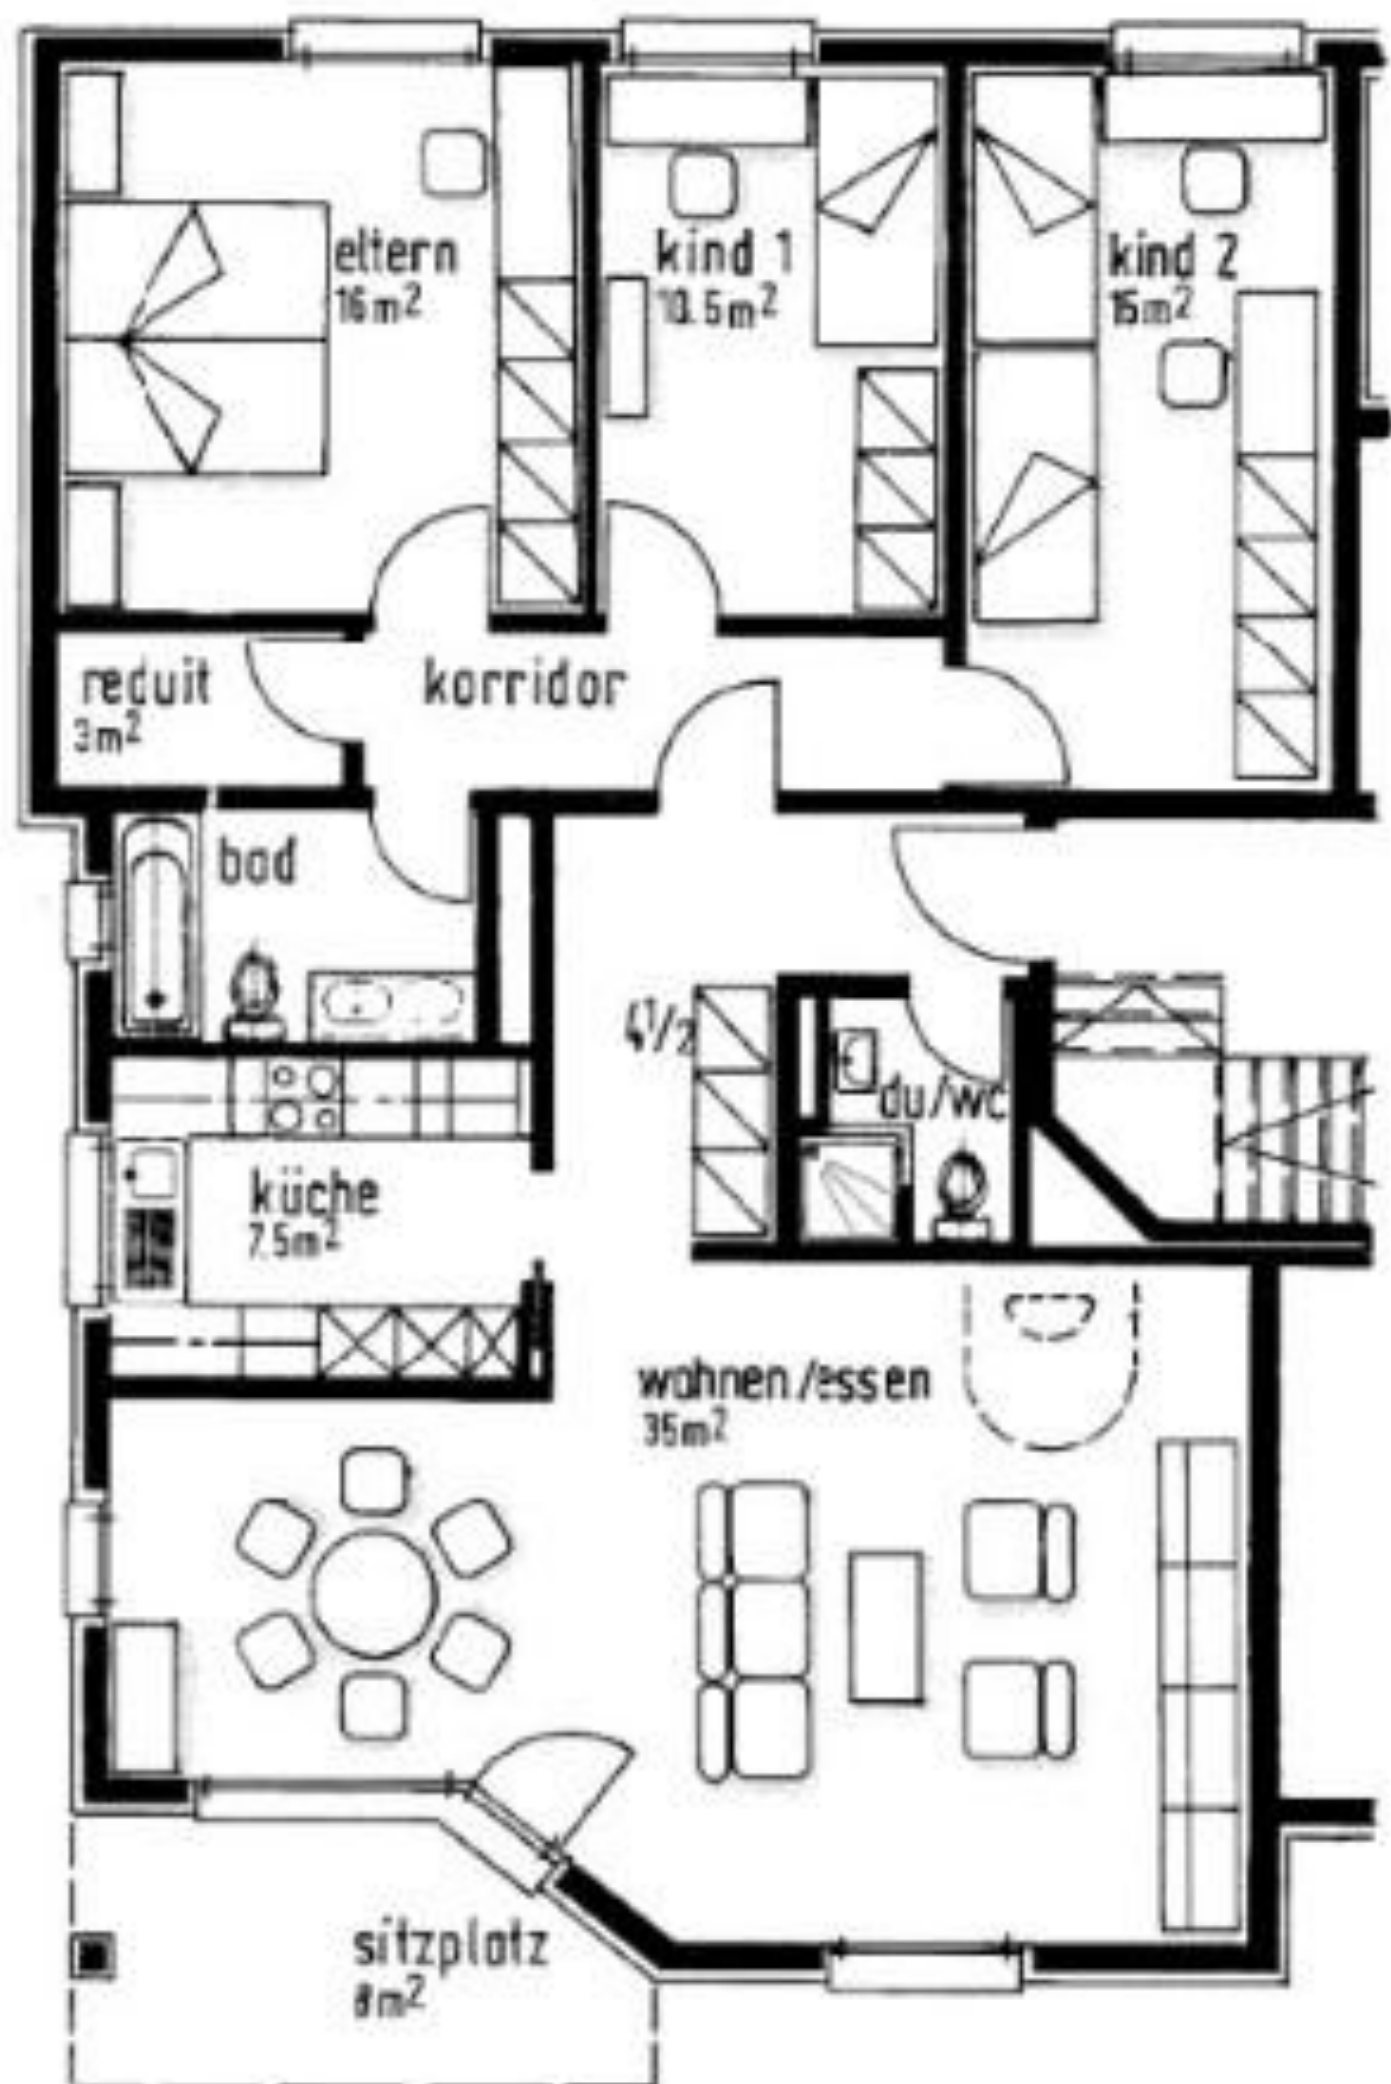 eltern
16m²
kind 1
10.5m²
kind 2
15m²
reduit
3m²
korridor
bad
4 1/2
du/wc
küche
7.5m²
wohnen/essen
35m²
sitzplatz
8m²